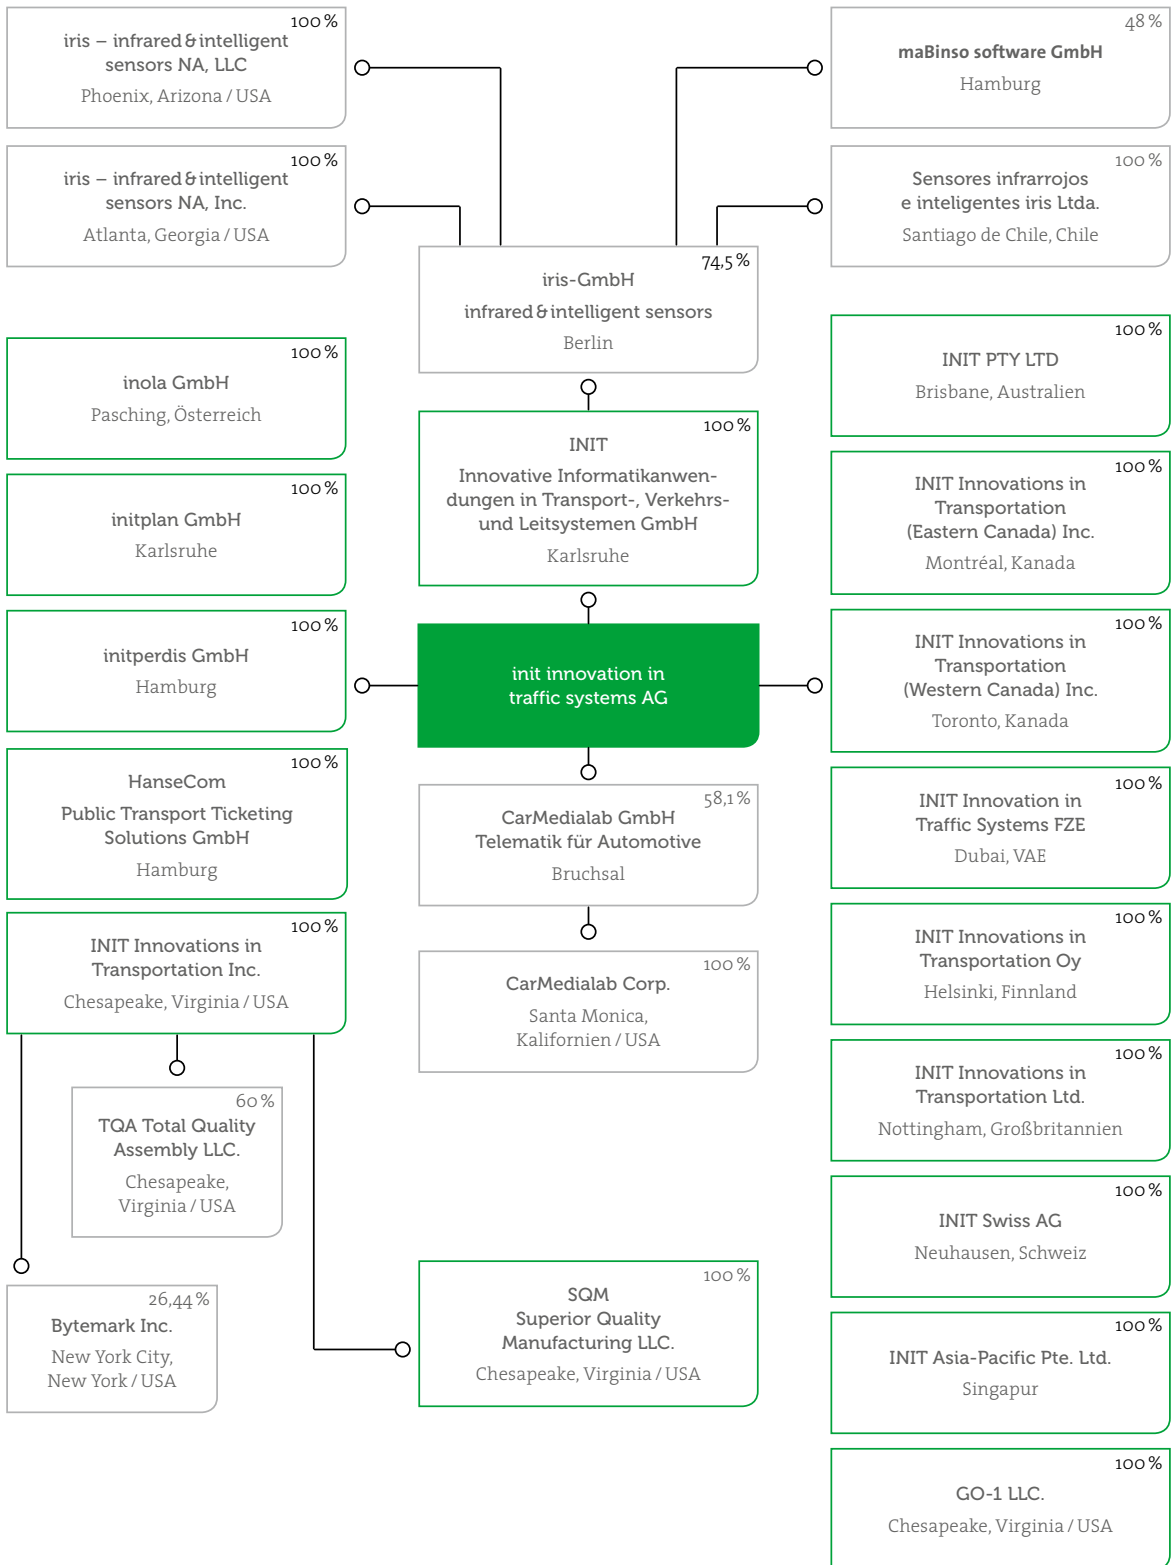 100 %
iris – infrared & intelligent
sensors NA, LLC
Phoenix, Arizona / USA
100 %
iris – infrared & intelligent
sensors NA, Inc.
Atlanta, Georgia / USA
48 %
maBinso software GmbH
Hamburg
100 %
Sensores infrarrojos
e inteligentes iris Ltda.
Santiago de Chile, Chile
74,5 %
iris-GmbH
infrared & intelligent sensors
Berlin
100 %
inola GmbH
Pasching, Österreich
100 %
initplan GmbH
Karlsruhe
100 %
initperdis GmbH
Hamburg
100 %
HanseCom
Public Transport Ticketing
Solutions GmbH
Hamburg
100 %
INIT Innovations in
Transportation Inc.
Chesapeake, Virginia / USA
60 %
TQA Total Quality
Assembly LLC.
Chesapeake,
Virginia / USA
26,44 %
Bytemark Inc.
New York City,
New York / USA
100 %
INIT
Innovative Informatikanwen-
dungen in Transport-, Verkehrs-
und Leitsystemen GmbH
Karlsruhe
init innovation in
traffic systems AG
58,1 %
CarMedialab GmbH
Telematik für Automotive
Bruchsal
100 %
CarMedialab Corp.
Santa Monica,
Kalifornien / USA
100 %
SQM
Superior Quality
Manufacturing LLC.
Chesapeake, Virginia / USA
100 %
INIT PTY LTD
Brisbane, Australien
100 %
INIT Innovations in
Transportation
(Eastern Canada) Inc.
Montréal, Kanada
100 %
INIT Innovations in
Transportation
(Western Canada) Inc.
Toronto, Kanada
100 %
INIT Innovation in
Traffic Systems FZE
Dubai, VAE
100 %
INIT Innovations in
Transportation Oy
Helsinki, Finnland
100 %
INIT Innovations in
Transportation Ltd.
Nottingham, Großbritannien
100 %
INIT Swiss AG
Neuhausen, Schweiz
100 %
INIT Asia-Pacific Pte. Ltd.
Singapur
100 %
GO-1 LLC.
Chesapeake, Virginia / USA